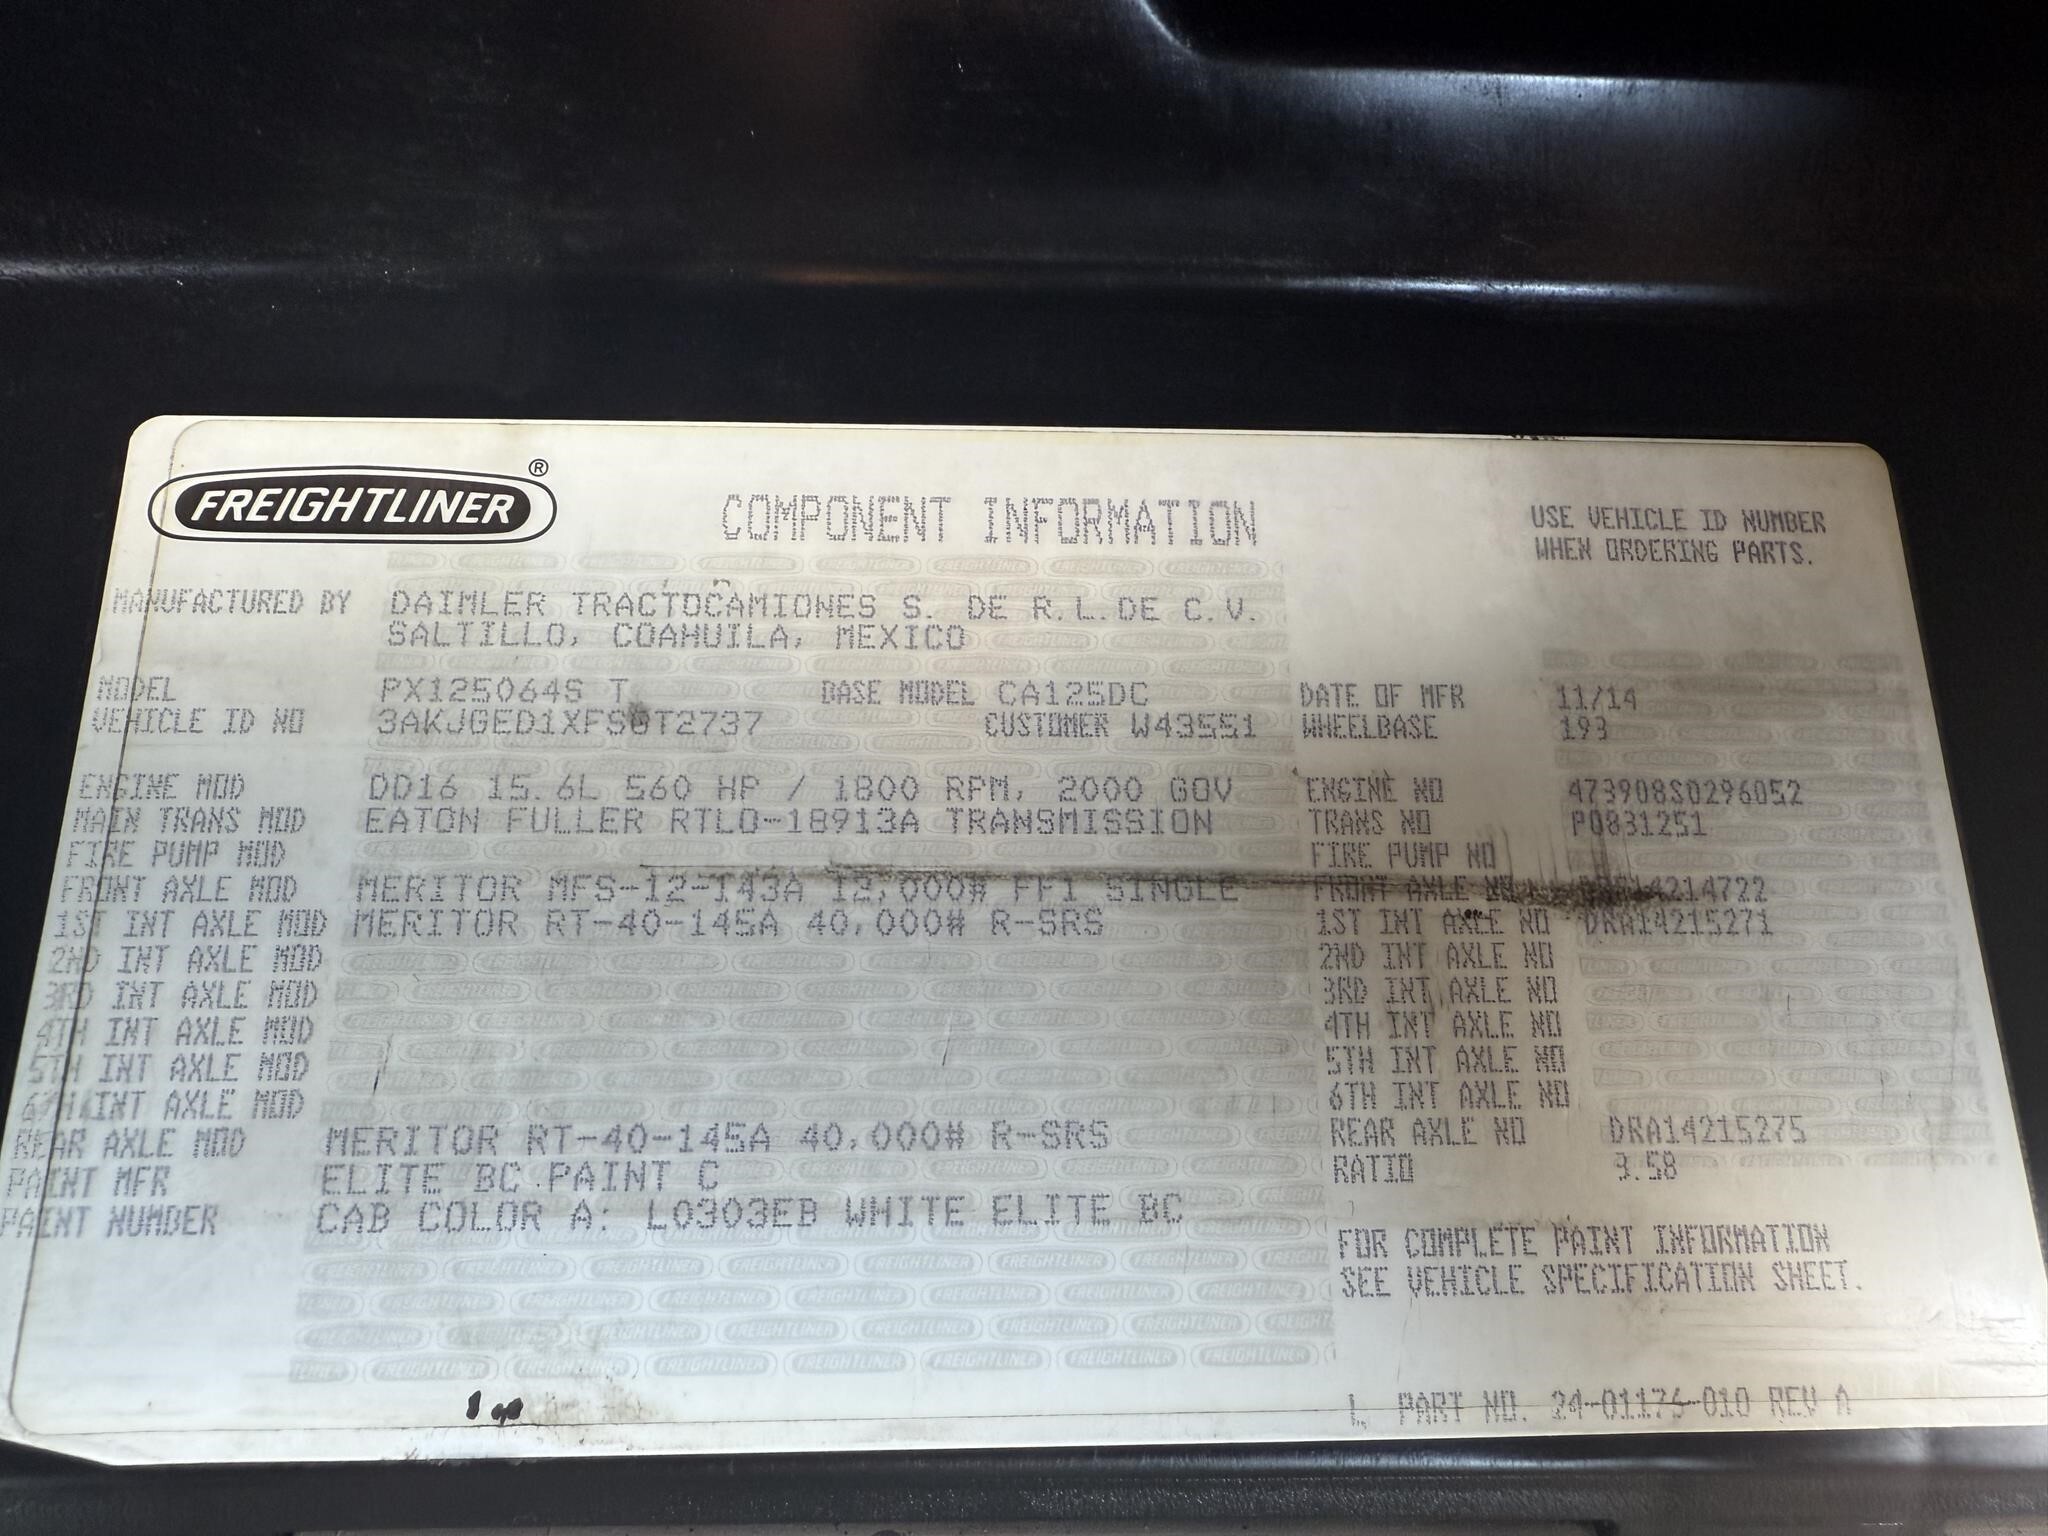 FREIGHTLINER ®
COMPONENT INFORMATION
USE VEHICLE ID NUMBER
WHEN ORDERING PARTS.
MANUFACTURED BY DAIMLER TRACTOCAMIONES S. DE R.L.DE C.V.
SALTILLO, COAHUILA, MEXICO
MODEL PX125064S T BASE MODEL CA125DC DATE OF MFR 11/14
VEHICLE ID NO 3AKJGED1XFSGT2737 CUSTOMER W43551 WHEELBASE 193
ENGINE MOD DD16 15.6L 560 HP / 1800 RPM, 2000 GOV ENGINE NO 473908S0296052
MAIN TRANS MOD EATON FULLER RTLO-18913A TRANSMISSION TRANS NO P0831251
FIRE PUMP MOD FIRE PUMP NO
FRONT AXLE MOD MERITOR MFS-12-143A 12,000# FF1 SINGLE FRONT AXLE NO
1ST INT AXLE MOD MERITOR RT-40-145A 40,000# R-SRS 1ST INT AXLE NO DRA14215271
2ND INT AXLE MOD 2ND INT AXLE NO
3RD INT AXLE MOD 3RD INT AXLE NO
4TH INT AXLE MOD 4TH INT AXLE NO
5TH INT AXLE MOD 5TH INT AXLE NO
6TH INT AXLE MOD 6TH INT AXLE NO
REAR AXLE MOD MERITOR RT-40-145A 40,000# R-SRS REAR AXLE NO DRA14215275
PAINT MFR ELITE BC PAINT C RATIO 3.58
PAINT NUMBER CAB COLOR A: L0303EB WHITE ELITE BC
FOR COMPLETE PAINT INFORMATION
SEE VEHICLE SPECIFICATION SHEET.
PART NO. 24-01176-010 REV A